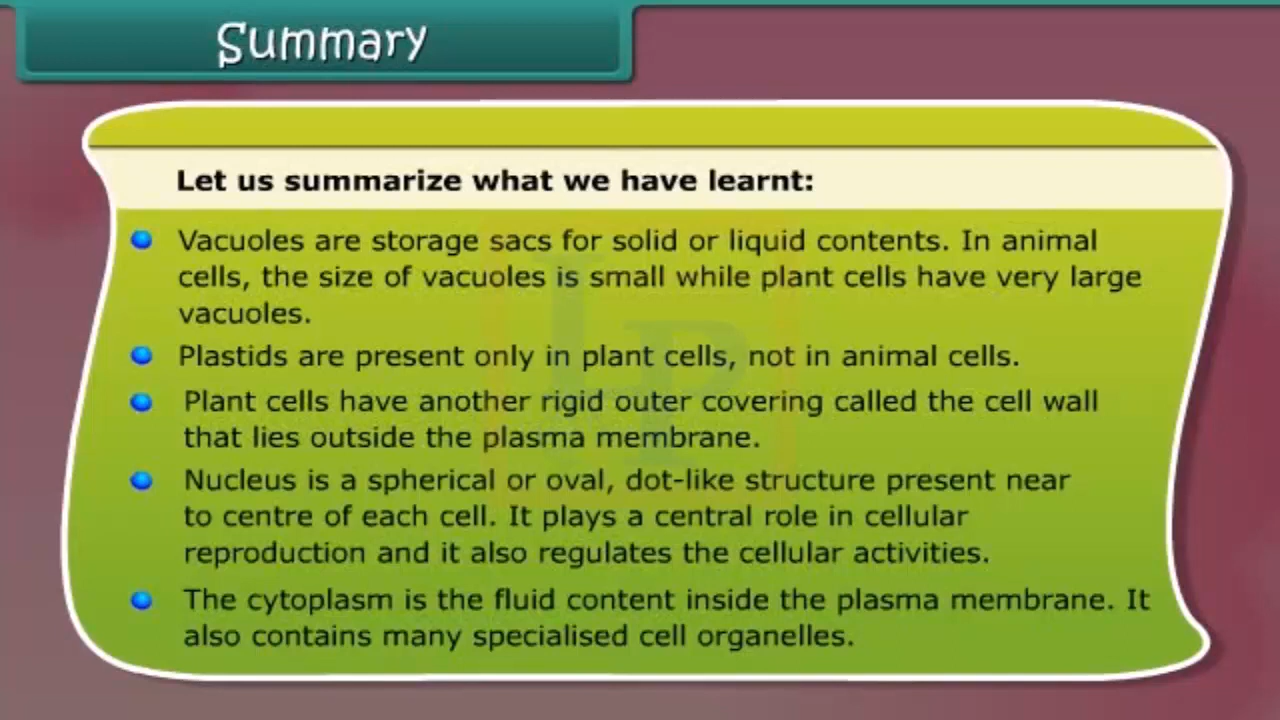 Summary
Let us summarize what we have learnt:
Vacuoles are storage sacs for solid or liquid contents. In animal
cells, the size of vacuoles is small while plant cells have very large
vacuoles.
Plastids are present only in plant cells, not in animal cells.
Plant cells have another rigid outer covering called the cell wall
that lies outside the plasma membrane.
Nucleus is a spherical or oval, dot-like structure present near
to centre of each cell. It plays a central role in cellular
reproduction and it also regulates the cellular activities.
The cytoplasm is the fluid content inside the plasma membrane. It
also contains many specialised cell organelles.